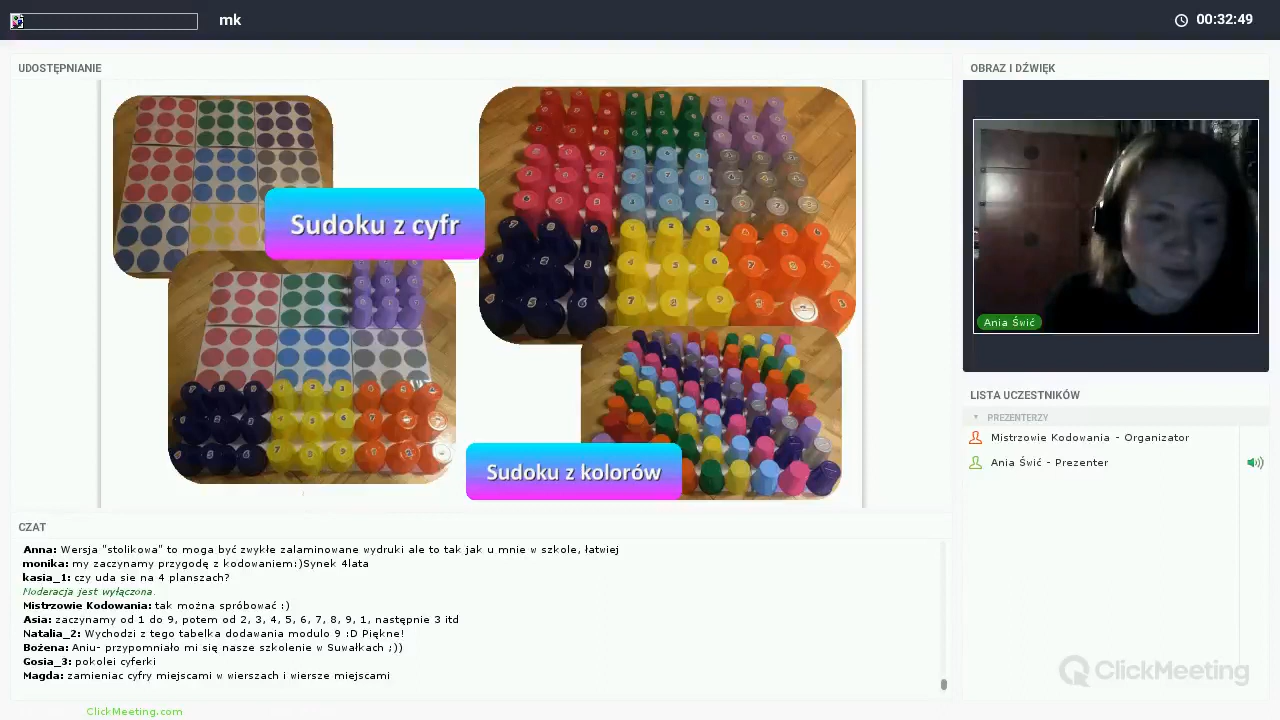 mk
00:32:49
UDOSTĘPNIANIE
Sudoku z cyfr
Sudoku z kolorów
OBRAZ I DŹWIĘK
Ania Świć
LISTA UCZESTNIKÓW
PREZENTERZY
Mistrzowie Kodowania - Organizator
Ania Świć - Prezenter
CZAT
Anna: Wersja "stolikowa" to moga być zwykłe zalaminowane wydruki ale to tak jak u mnie w szkole, łatwiej
monika: my zaczynamy przygodę z kodowaniem:)Synek 4lata
kasia_1: czy uda sie na 4 planszach?
Moderacja jest wyłączona.
Mistrzowie Kodowania: tak można spróbować :)
Asia: zaczynamy od 1 do 9, potem od 2, 3, 4, 5, 6, 7, 8, 9, 1, następnie 3 itd
Natalia_2: Wychodzi z tego tabelka dodawania modulo 9 :D Piękne!
Bożena: Aniu- przypomniało mi się nasze szkolenie w Suwałkach ;))
Gosia_3: pokolei cyferki
Magda: zamieniac cyfry miejscami w wierszach i wiersze miejscami
ClickMeeting
ClickMeeting.com